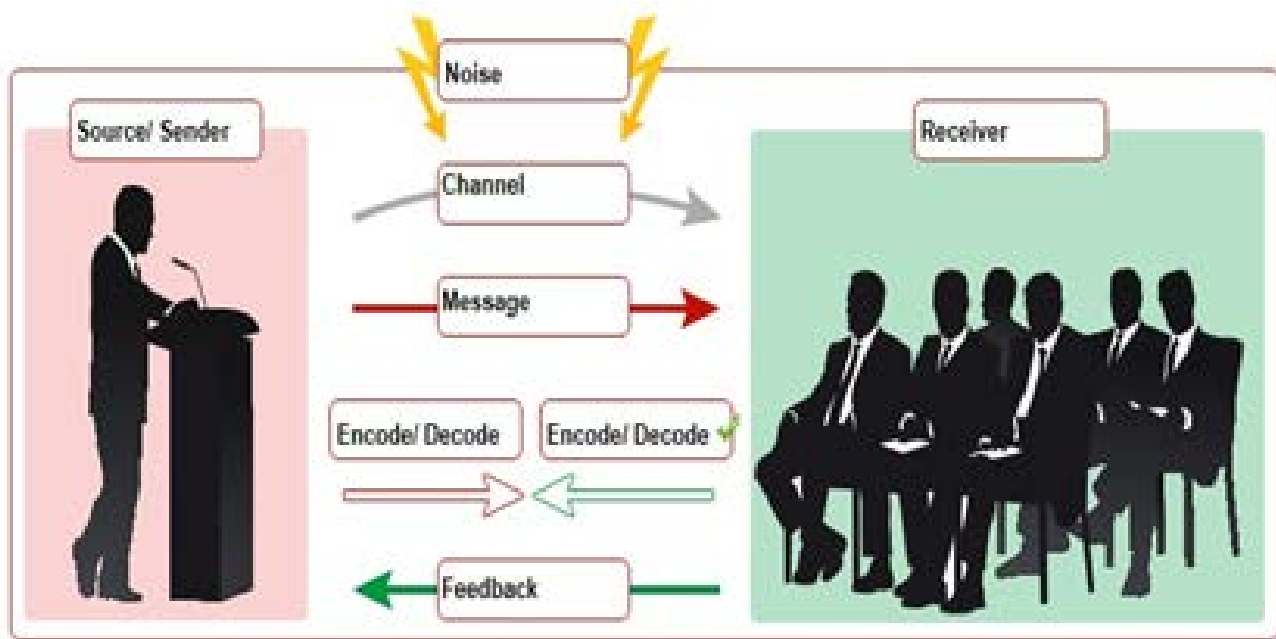 Noise
Source/ Sender
Receiver
Channel
Message
Encode/ Decode
Encode/ Decode
Feedback